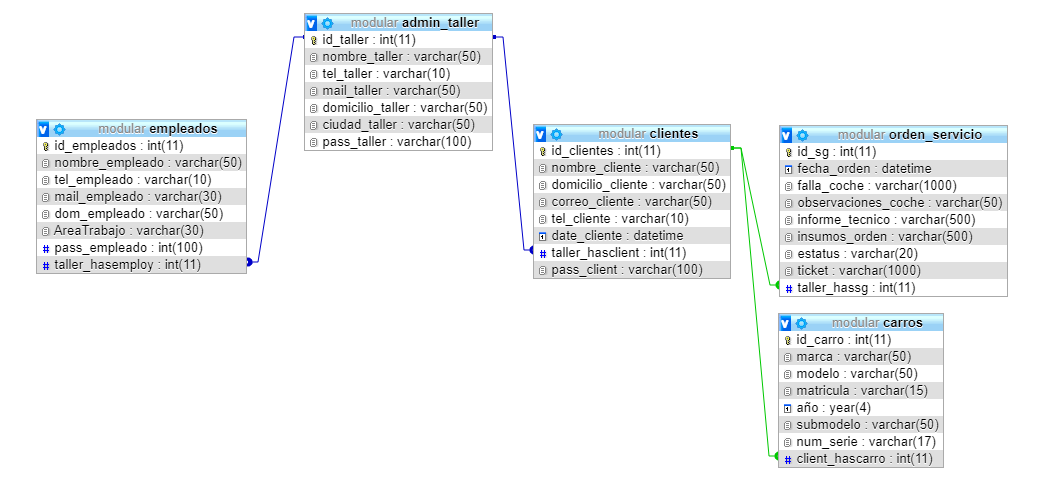 modular admin_taller
id_taller : int(11)
nombre_taller : varchar(50)
tel_taller : varchar(10)
mail_taller : varchar(50)
domicilio_taller : varchar(50)
ciudad_taller : varchar(50)
pass_taller : varchar(100)
modular empleados
id_empleados : int(11)
nombre_empleado : varchar(50)
tel_empleado : varchar(10)
mail_empleado : varchar(30)
dom_empleado : varchar(50)
AreaTrabajo : varchar(30)
pass_empleado : int(100)
taller_hasemploy : int(11)
modular clientes
id_clientes : int(11)
nombre_cliente : varchar(50)
domicilio_cliente : varchar(50)
correo_cliente : varchar(50)
tel_cliente : varchar(10)
date_cliente : datetime
taller_hasclient : int(11)
pass_client : varchar(100)
modular orden_servicio
id_sg : int(11)
fecha_orden : datetime
falla_coche : varchar(1000)
observaciones_coche : varchar(50)
informe_tecnico : varchar(500)
insumos_orden : varchar(500)
estatus : varchar(20)
ticket : varchar(1000)
taller_hassg : int(11)
modular carros
id_carro : int(11)
marca : varchar(50)
modelo : varchar(50)
matricula : varchar(15)
año : year(4)
submodelo : varchar(50)
num_serie : varchar(17)
client_hascarro : int(11)